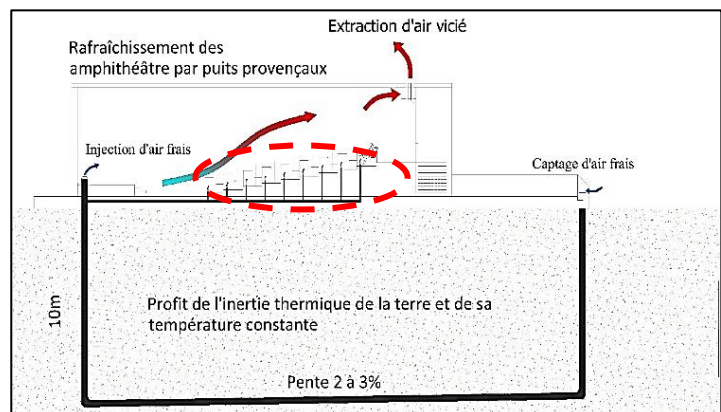 Extraction d'air vicié
Rafraîchissement des
amphithéâtre par puits provençaux
Injection d'air frais
Captage d'air frais
10m
Profit de l'inertie thermique de la terre et de sa
température constante
Pente 2 à 3%